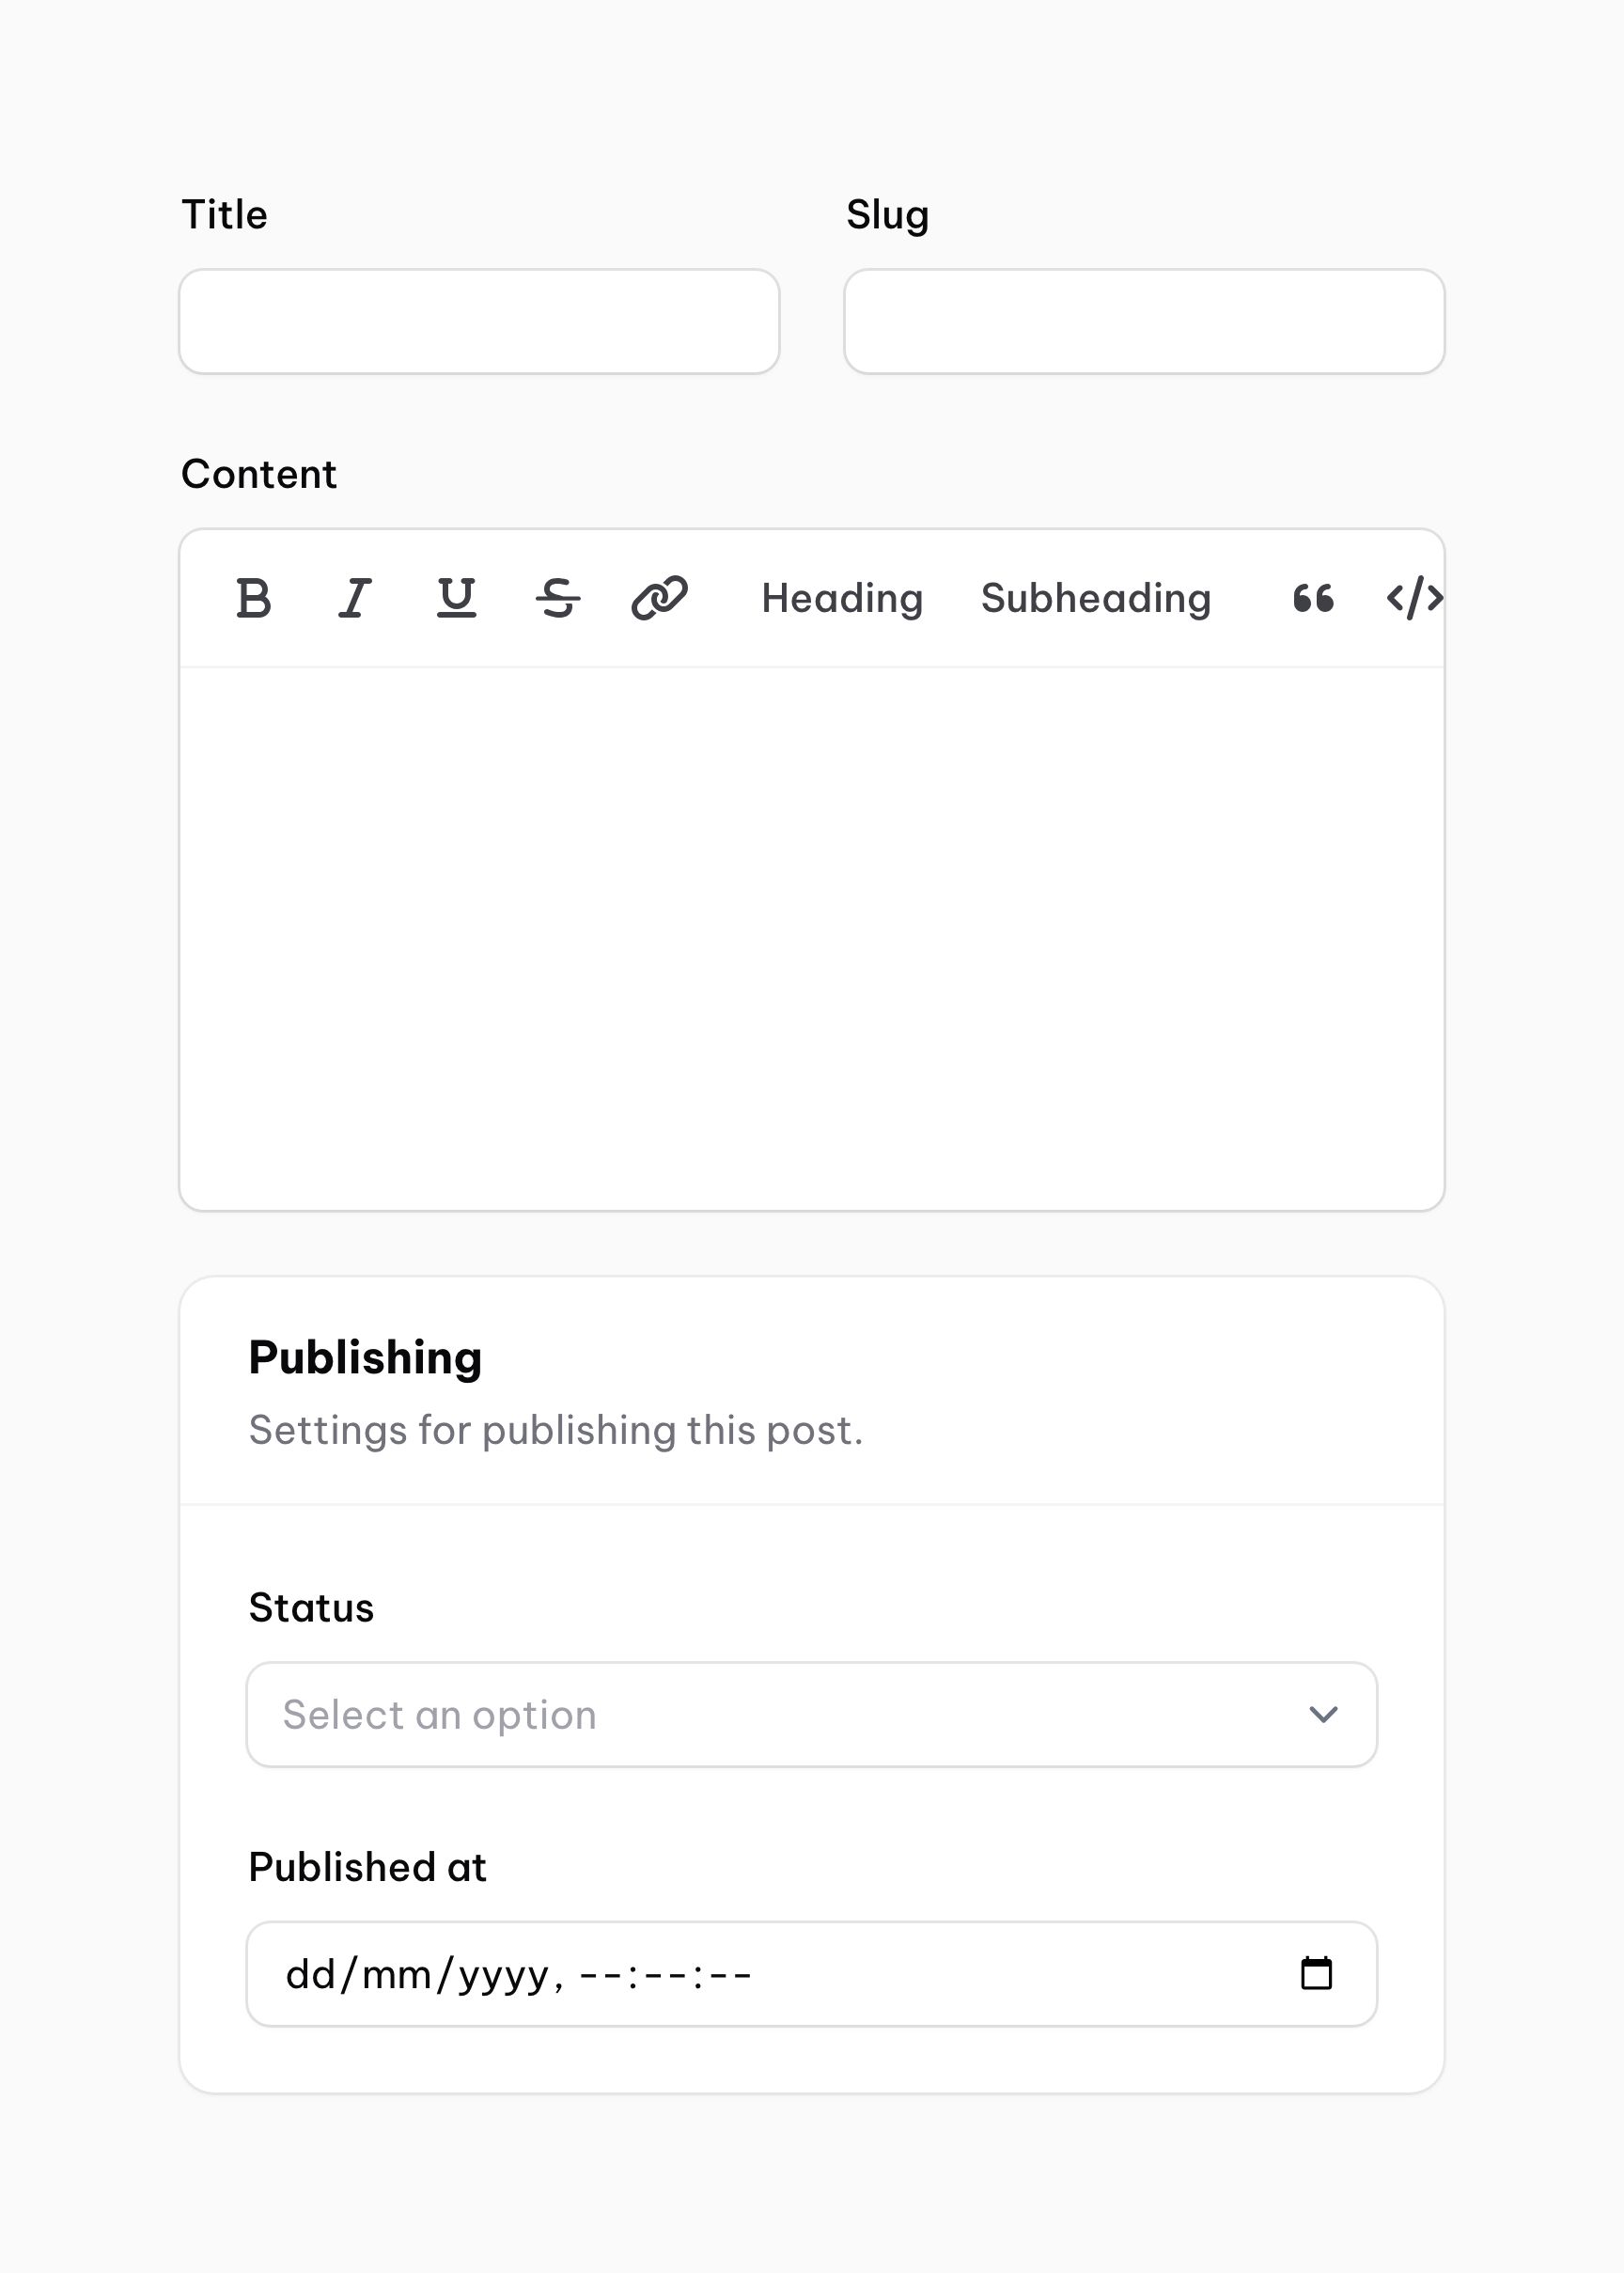 Title
Slug
Content
Heading Subheading
Publishing
Settings for publishing this post.
Status
Select an option
Published at
dd/mm/yyyy, --:--:--